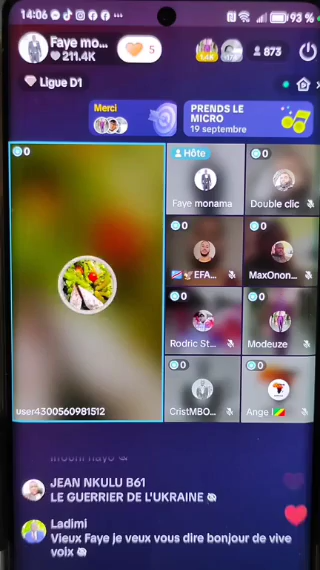 14:06
93 %
Faye mo...
211.4K
5
873
Ligue D1
Merci
PRENDS LE
MICRO
19 septembre
0
Hôte
0
Faye monama
Double clic
0
0
EFA...
MaxOnon...
0
0
Rodric St...
Modeuze
0
0
user4300560981512
CristMBO...
Ange
JEAN NKULU B61
LE GUERRIER DE L'UKRAINE
Ladimi
Vieux Faye je veux vous dire bonjour de vive
voix